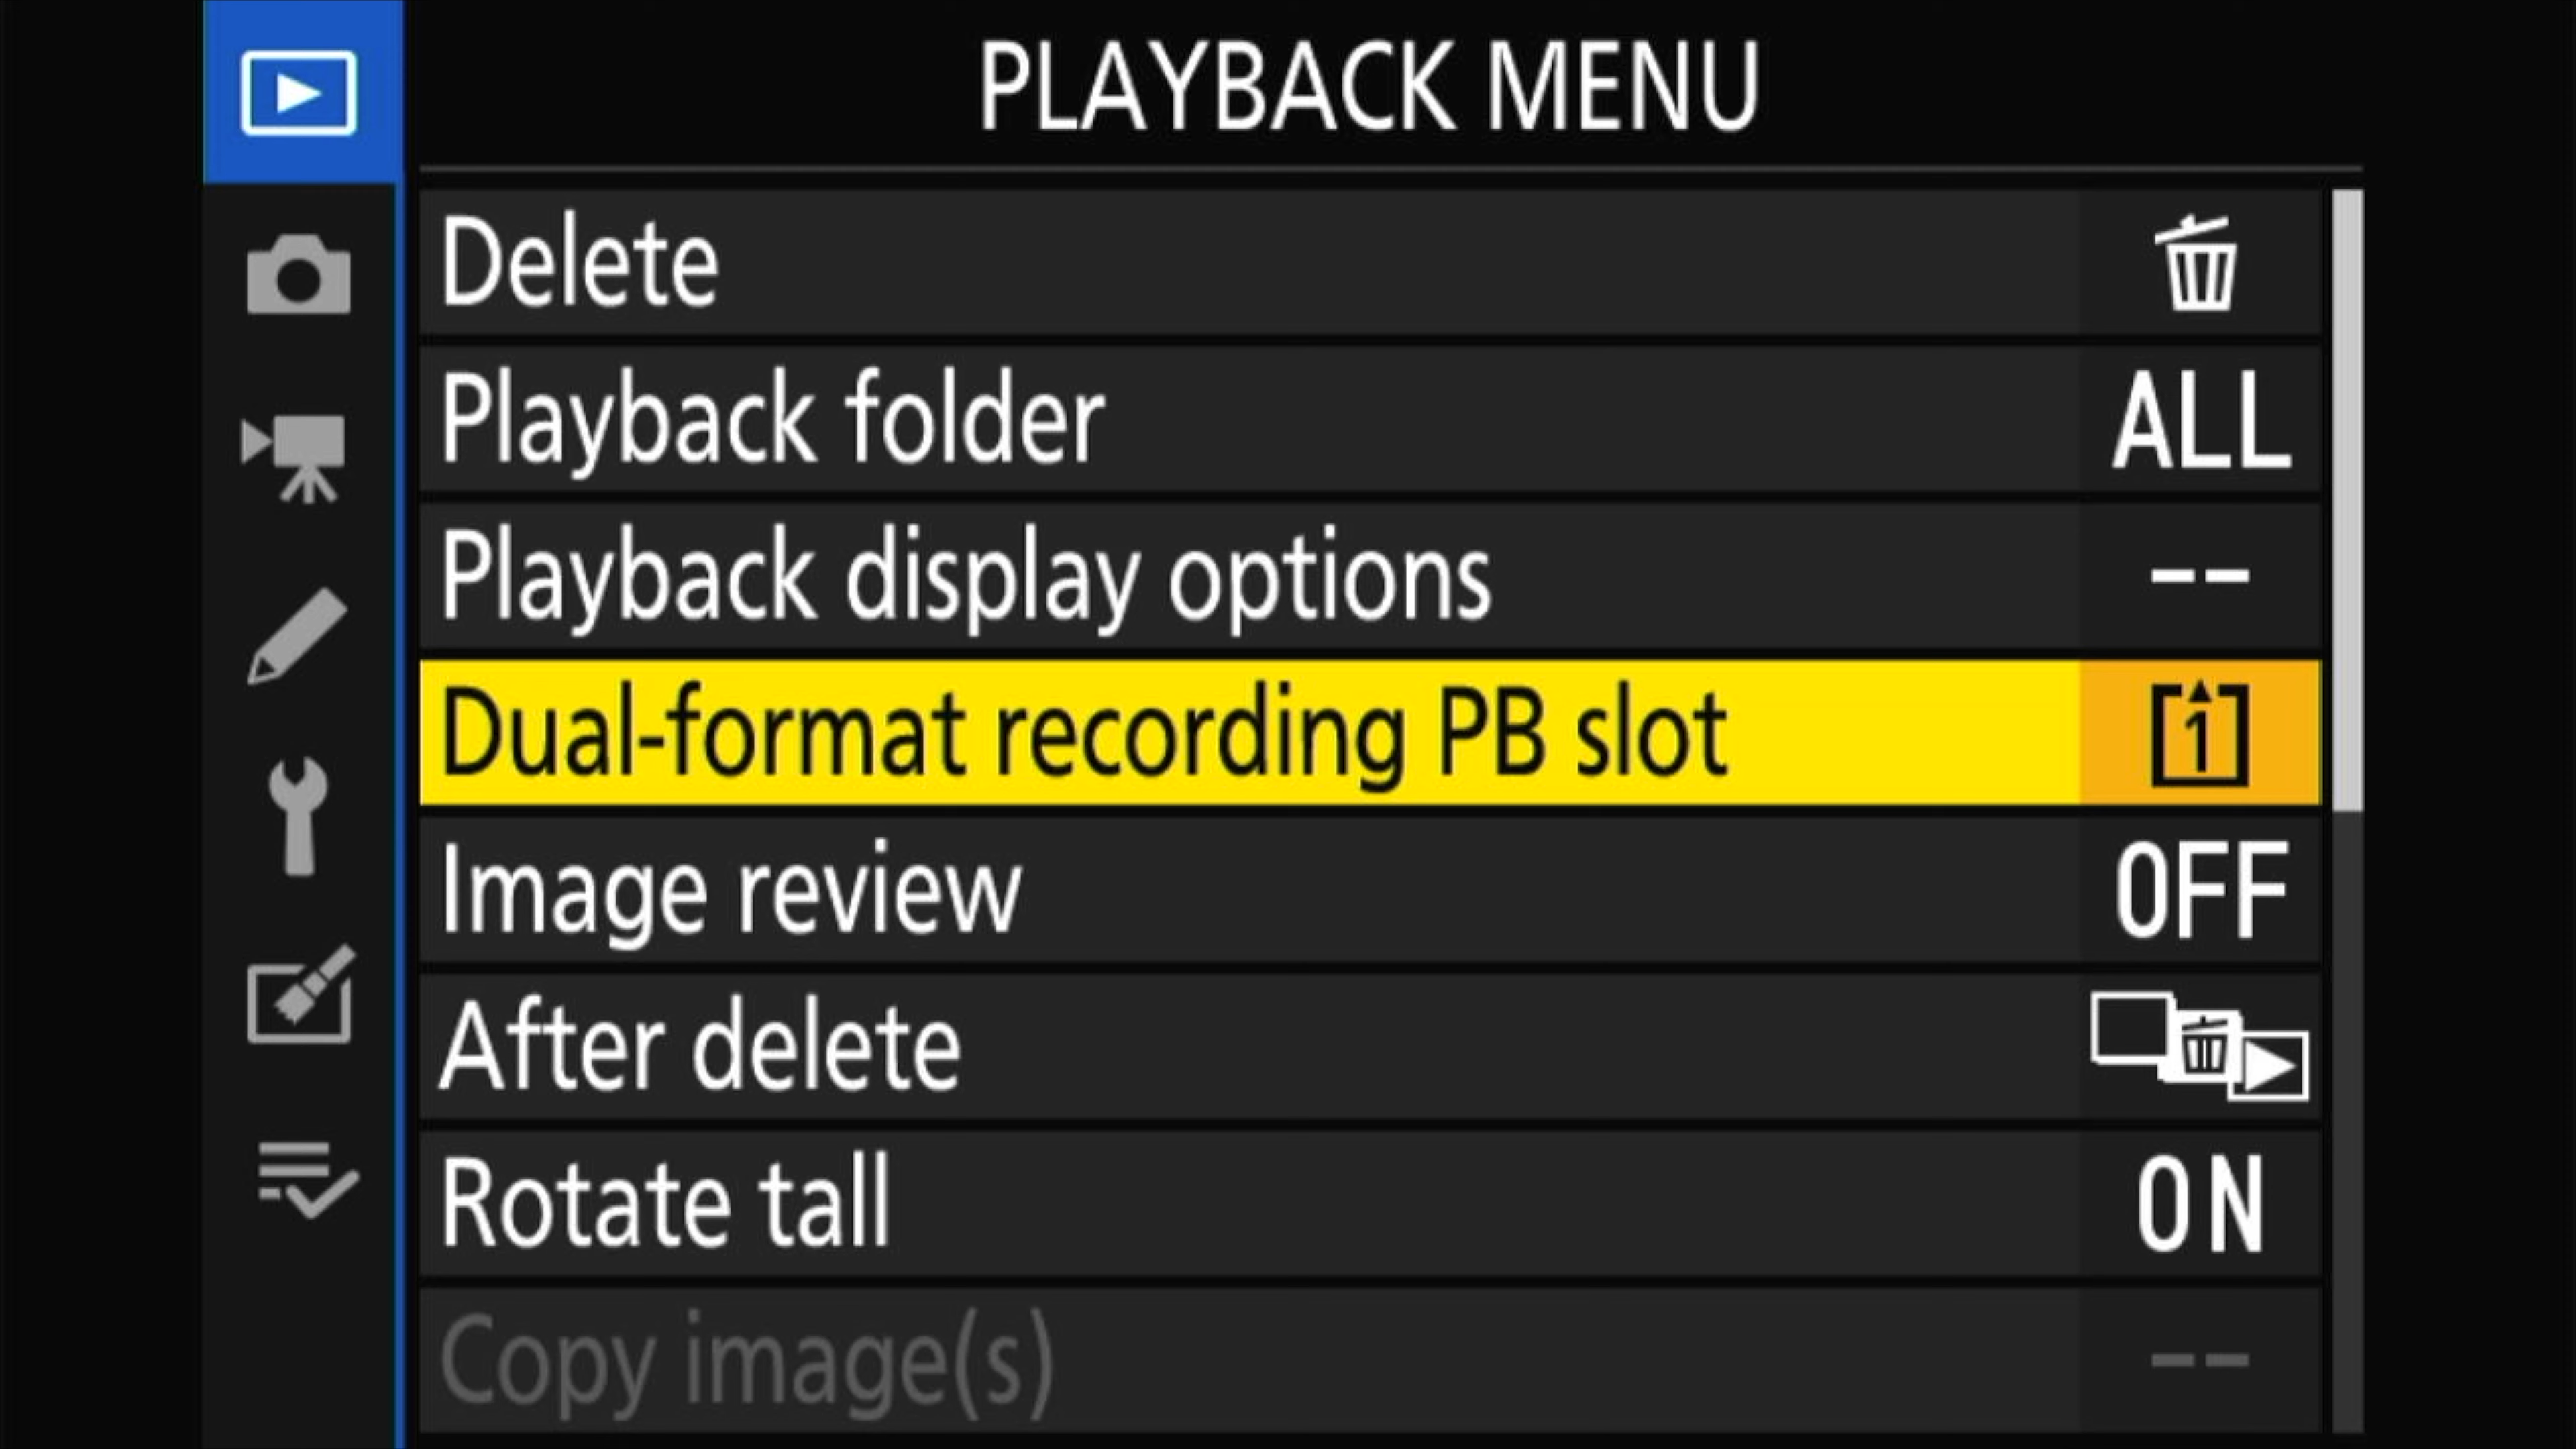 PLAYBACK MENU
Delete
Playback folder ALL
Playback display options --
Dual-format recording PB slot 1
Image review OFF
After delete
Rotate tall ON
Copy image(s) --